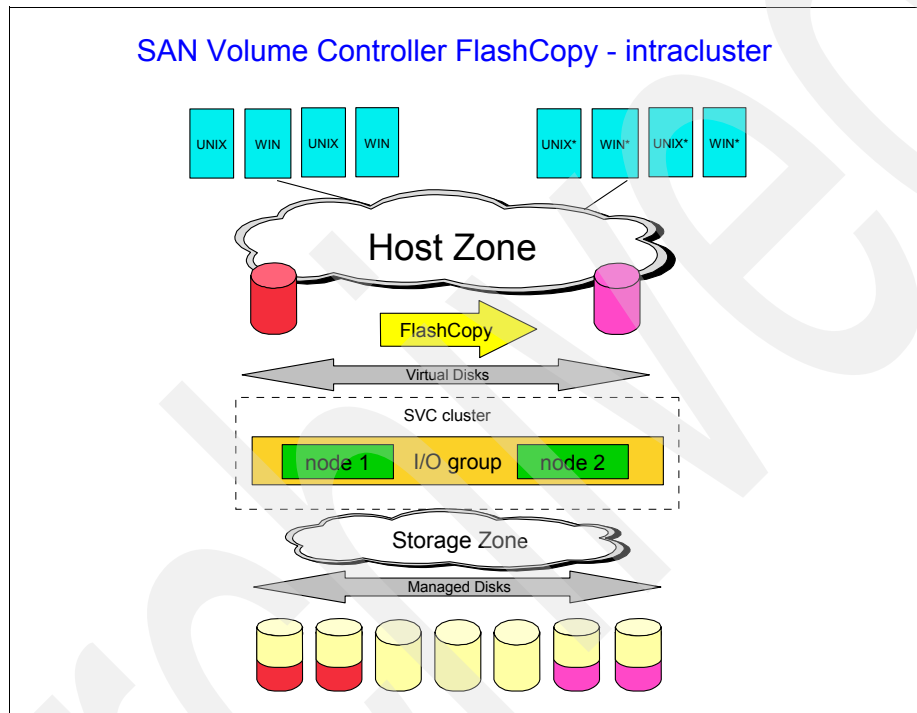 SAN Volume Controller FlashCopy - intracluster
UNIX WIN UNIX WIN UNIX* WIN* UNIX* WIN*
Host Zone
FlashCopy
Virtual Disks
SVC cluster
node 1 I/O group node 2
Storage Zone
Managed Disks